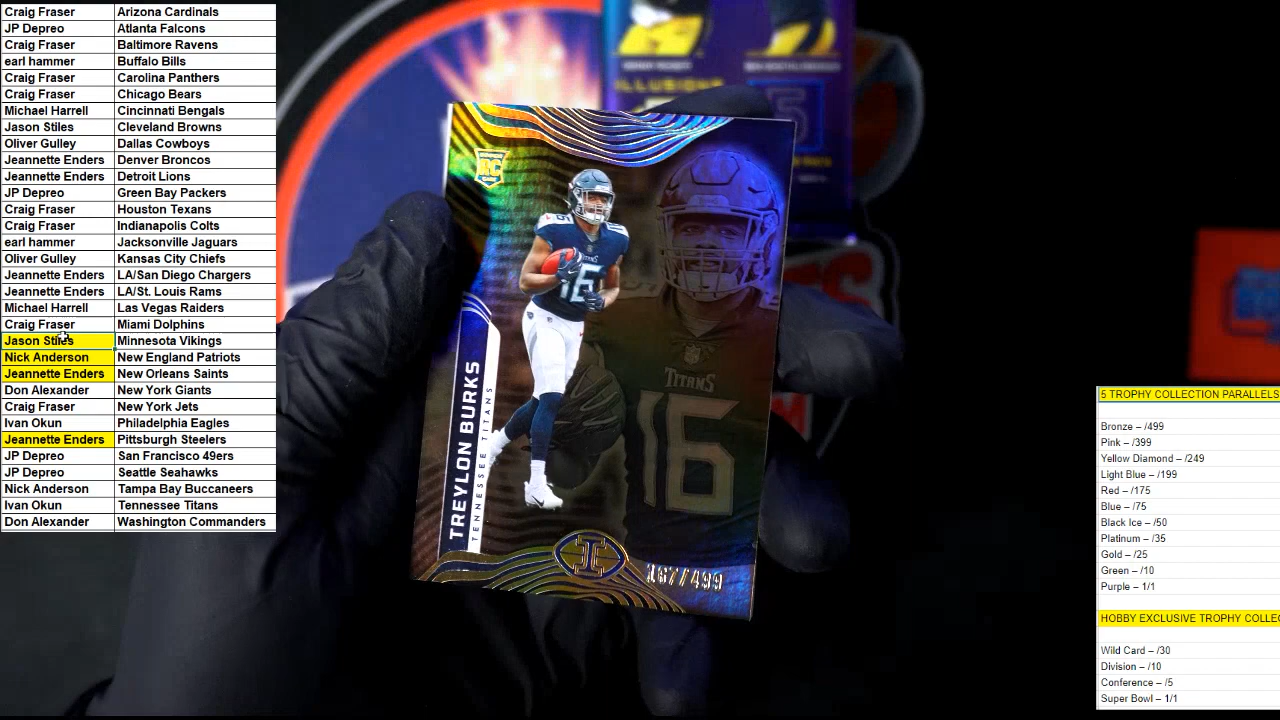 Craig Fraser Arizona Cardinals
JP Depreo Atlanta Falcons
Craig Fraser Baltimore Ravens
earl hammer Buffalo Bills
Craig Fraser Carolina Panthers
Craig Fraser Chicago Bears
Michael Harrell Cincinnati Bengals
Jason Stiles Cleveland Browns
Oliver Gulley Dallas Cowboys
Jeannette Enders Denver Broncos
Jeannette Enders Detroit Lions
JP Depreo Green Bay Packers
Craig Fraser Houston Texans
Craig Fraser Indianapolis Colts
earl hammer Jacksonville Jaguars
Oliver Gulley Kansas City Chiefs
Jeannette Enders LA/San Diego Chargers
Jeannette Enders LA/St. Louis Rams
Michael Harrell Las Vegas Raiders
Craig Fraser Miami Dolphins
Jason Stiles Minnesota Vikings
Nick Anderson New England Patriots
Jeannette Enders New Orleans Saints
Don Alexander New York Giants
Craig Fraser New York Jets
Ivan Okun Philadelphia Eagles
Jeannette Enders Pittsburgh Steelers
JP Depreo San Francisco 49ers
JP Depreo Seattle Seahawks
Nick Anderson Tampa Bay Buccaneers
Ivan Okun Tennessee Titans
Don Alexander Washington Commanders
ILLUSIONS
RC
16
TITANS
16
TREYLON BURKS
TENNESSEE TITANS
167/499
5 TROPHY COLLECTION PARALLELS
Bronze – /499
Pink – /399
Yellow Diamond – /249
Light Blue – /199
Red – /175
Blue – /75
Black Ice – /50
Platinum – /35
Gold – /25
Green – /10
Purple – 1/1
HOBBY EXCLUSIVE TROPHY COLLEC
Wild Card – /30
Division – /10
Conference – /5
Super Bowl – 1/1